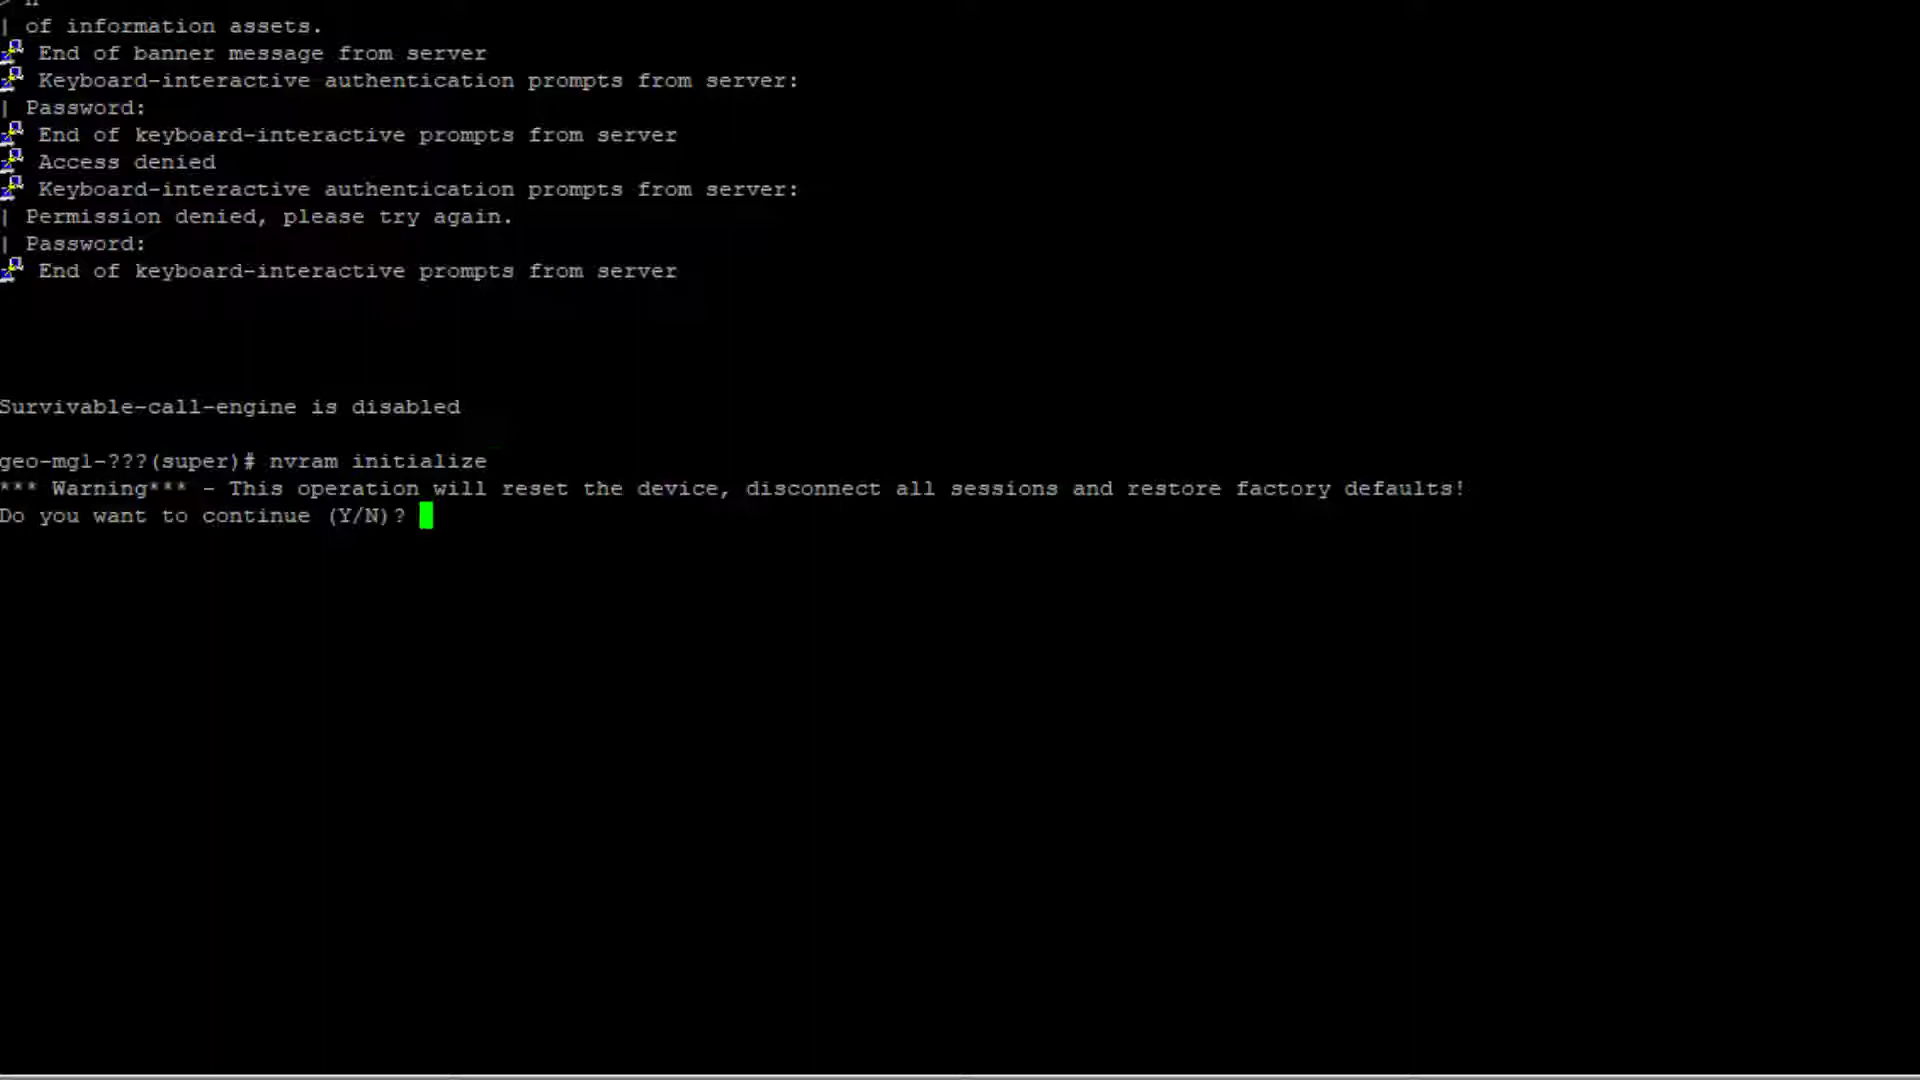 | of information assets.
End of banner message from server
Keyboard-interactive authentication prompts from server:
| Password:
End of keyboard-interactive prompts from server
Access denied
Keyboard-interactive authentication prompts from server:
| Permission denied, please try again.
| Password:
End of keyboard-interactive prompts from server
Survivable-call-engine is disabled
geo-mg1-???(super)# nvram initialize
*** Warning*** - This operation will reset the device, disconnect all sessions and restore factory defaults!
Do you want to continue (Y/N)?